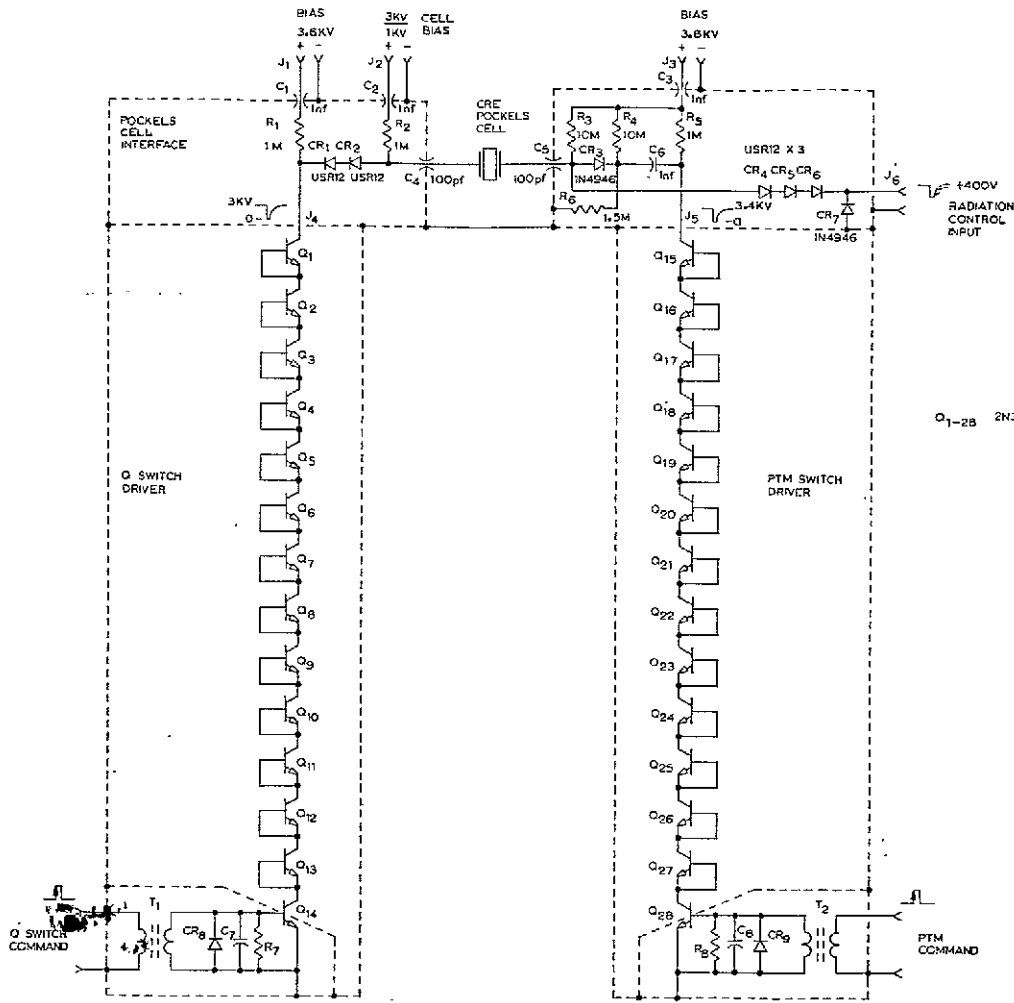 BIAS
3.6KV
+ -
J1
3KV
1KV
CELL
BIAS
+ -
J2
BIAS
3.6KV
+ -
J3
C1
1nf
C2
1nf
C3
1nf
POCKELS
CELL
INTERFACE
R1
1M
R2
1M
CR1 CR2
USR12 USR12
C4
100pf
CRE
POCKELS
CELL
C5
100pf
R3
10M
R4
10M
R5
1M
CR3
1N4946
C6
1nf
R6
1.5M
USR12 X 3
CR4 CR5 CR6
CR7
1N4946
J6
+400V
RADIATION
CONTROL
INPUT
3KV
0-
J4
J5
3.4KV
-0
Q1
Q2
Q3
Q4
Q5
Q6
Q7
Q8
Q9
Q10
Q11
Q12
Q13
Q14
Q SWITCH
DRIVER
Q15
Q16
Q17
Q18
Q19
Q20
Q21
Q22
Q23
Q24
Q25
Q26
Q27
Q28
PTM SWITCH
DRIVER
Q1-28 2N3
T1
CR8
C7
R7
Q SWITCH
COMMAND
R8
C8
CR9
T2
PTM
COMMAND